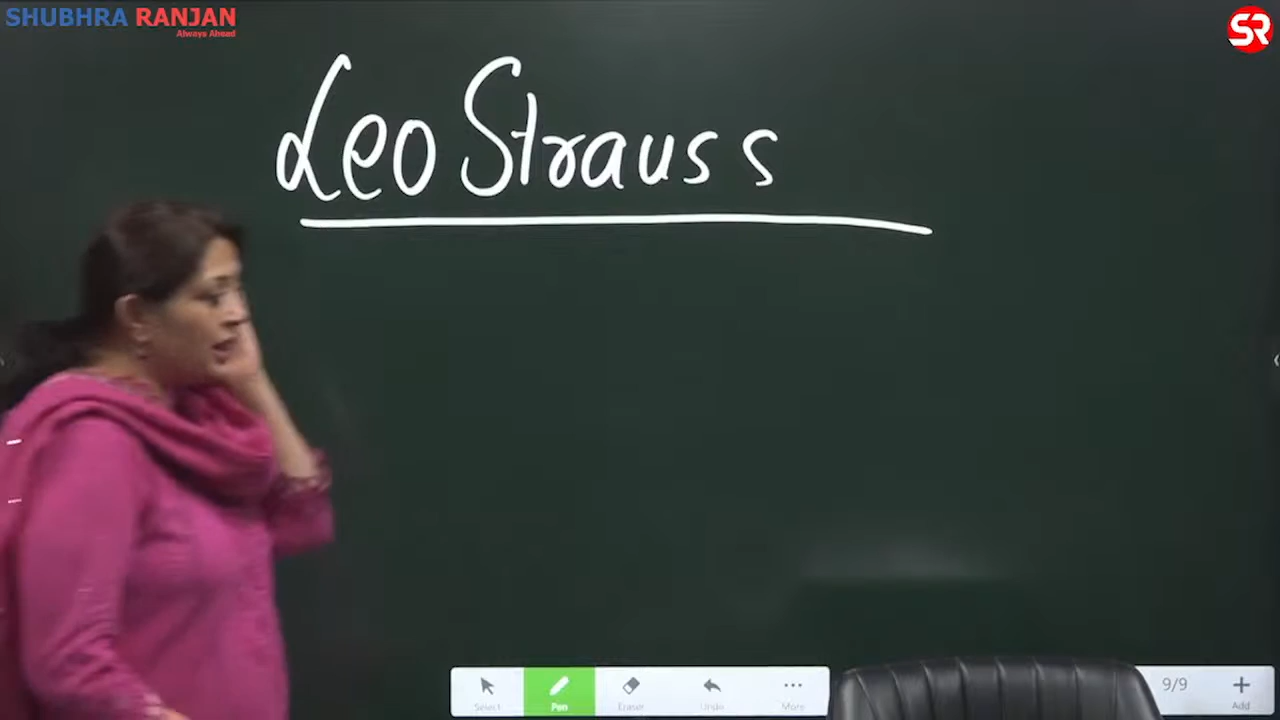 SHUBHRA RANJAN
Always Ahead
SR
Leo Strauss
Select
Pen
Eraser
Undo
More
9/9
Add